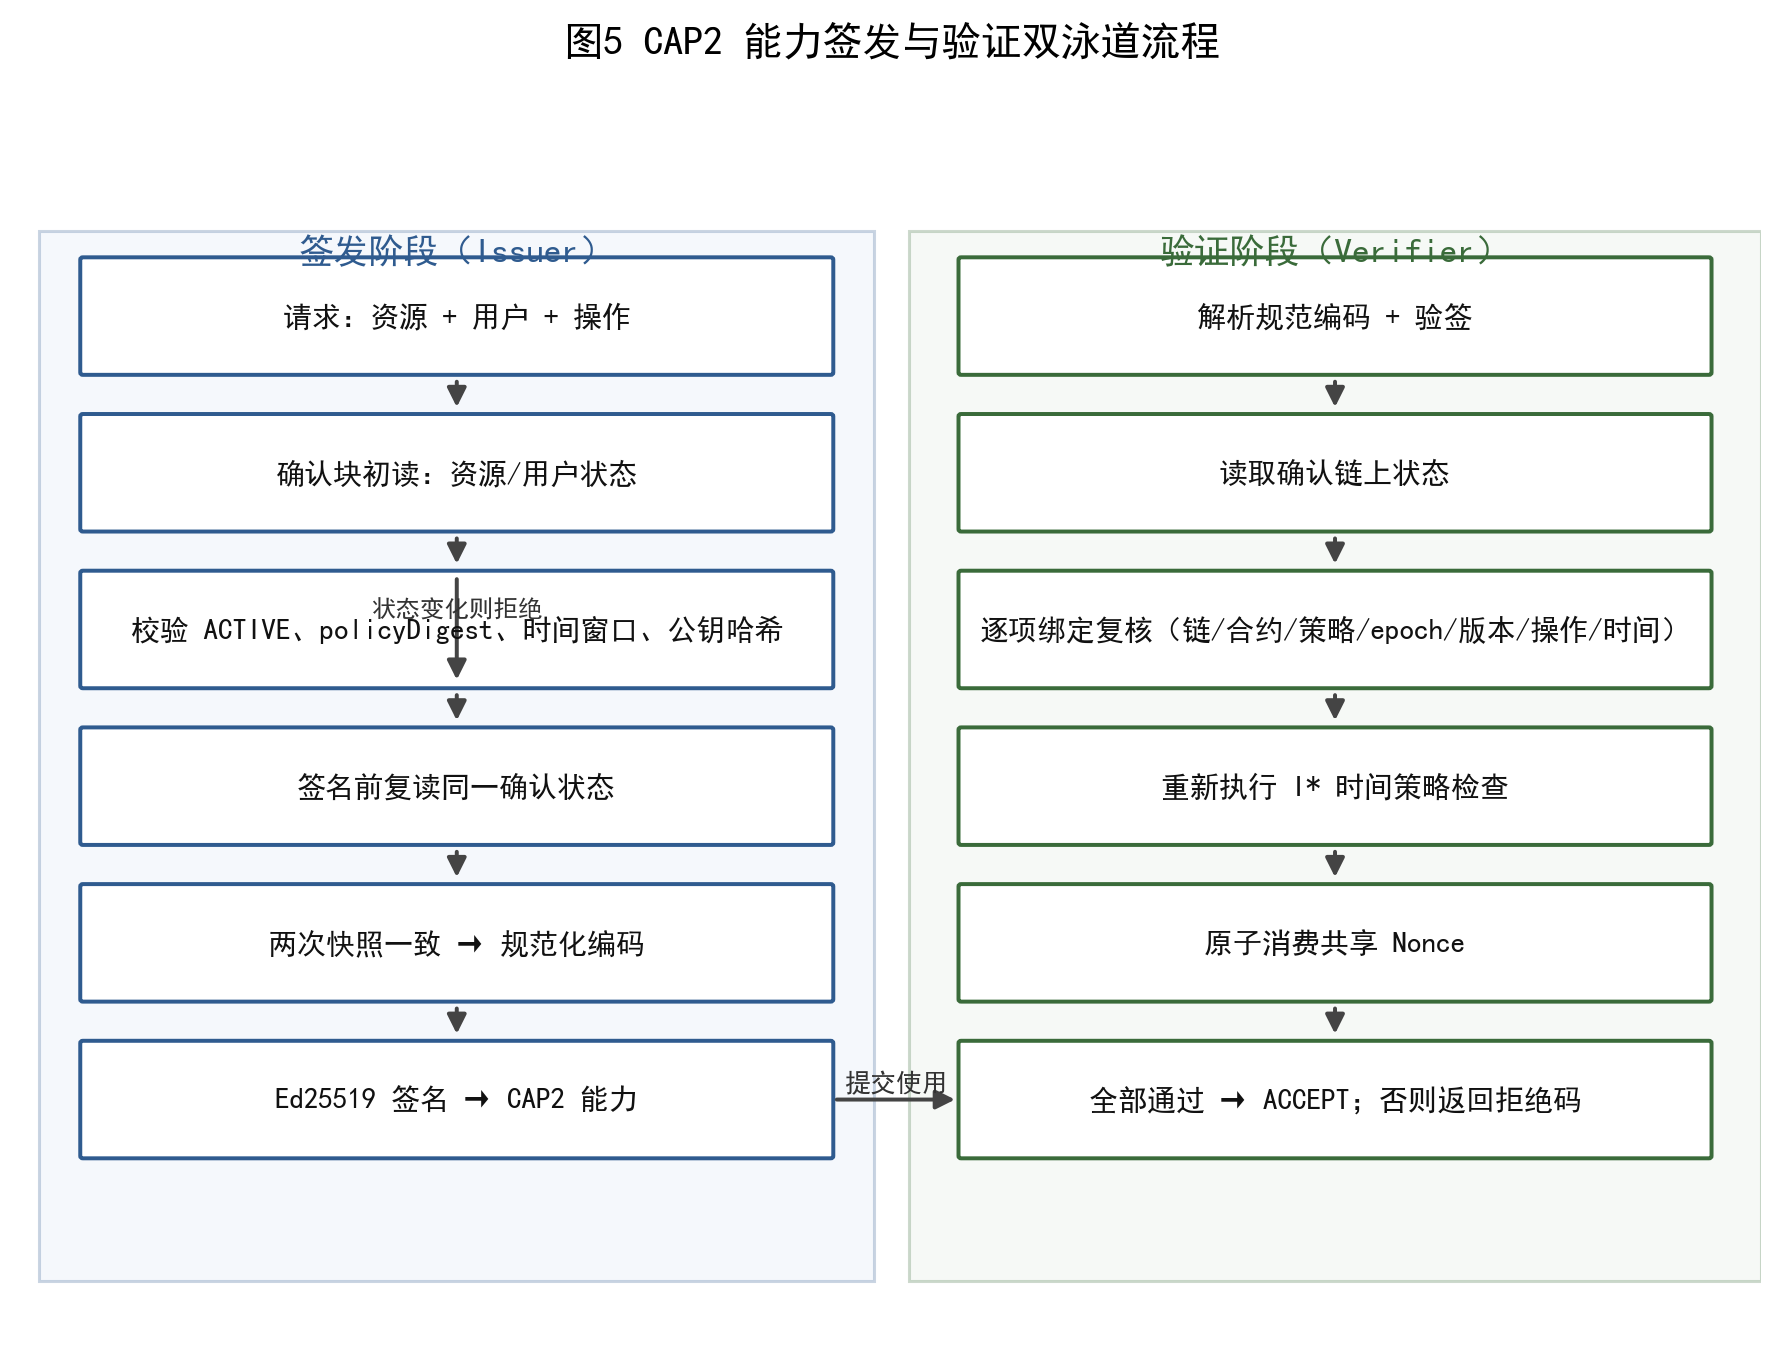 图5 CAP2 能力签发与验证双泳道流程
签发阶段（Issuer）
请求：资源 + 用户 + 操作
确认块初读：资源/用户状态
状态变化则拒绝
校验 ACTIVE、policyDigest、时间窗口、公钥哈希
签名前复读同一确认状态
两次快照一致 → 规范化编码
Ed25519 签名 → CAP2 能力
提交使用
验证阶段（Verifier）
解析规范编码 + 验签
读取确认链上状态
逐项绑定复核（链/合约/策略/epoch/版本/操作/时间）
重新执行 I* 时间策略检查
原子消费共享 Nonce
全部通过 → ACCEPT；否则返回拒绝码